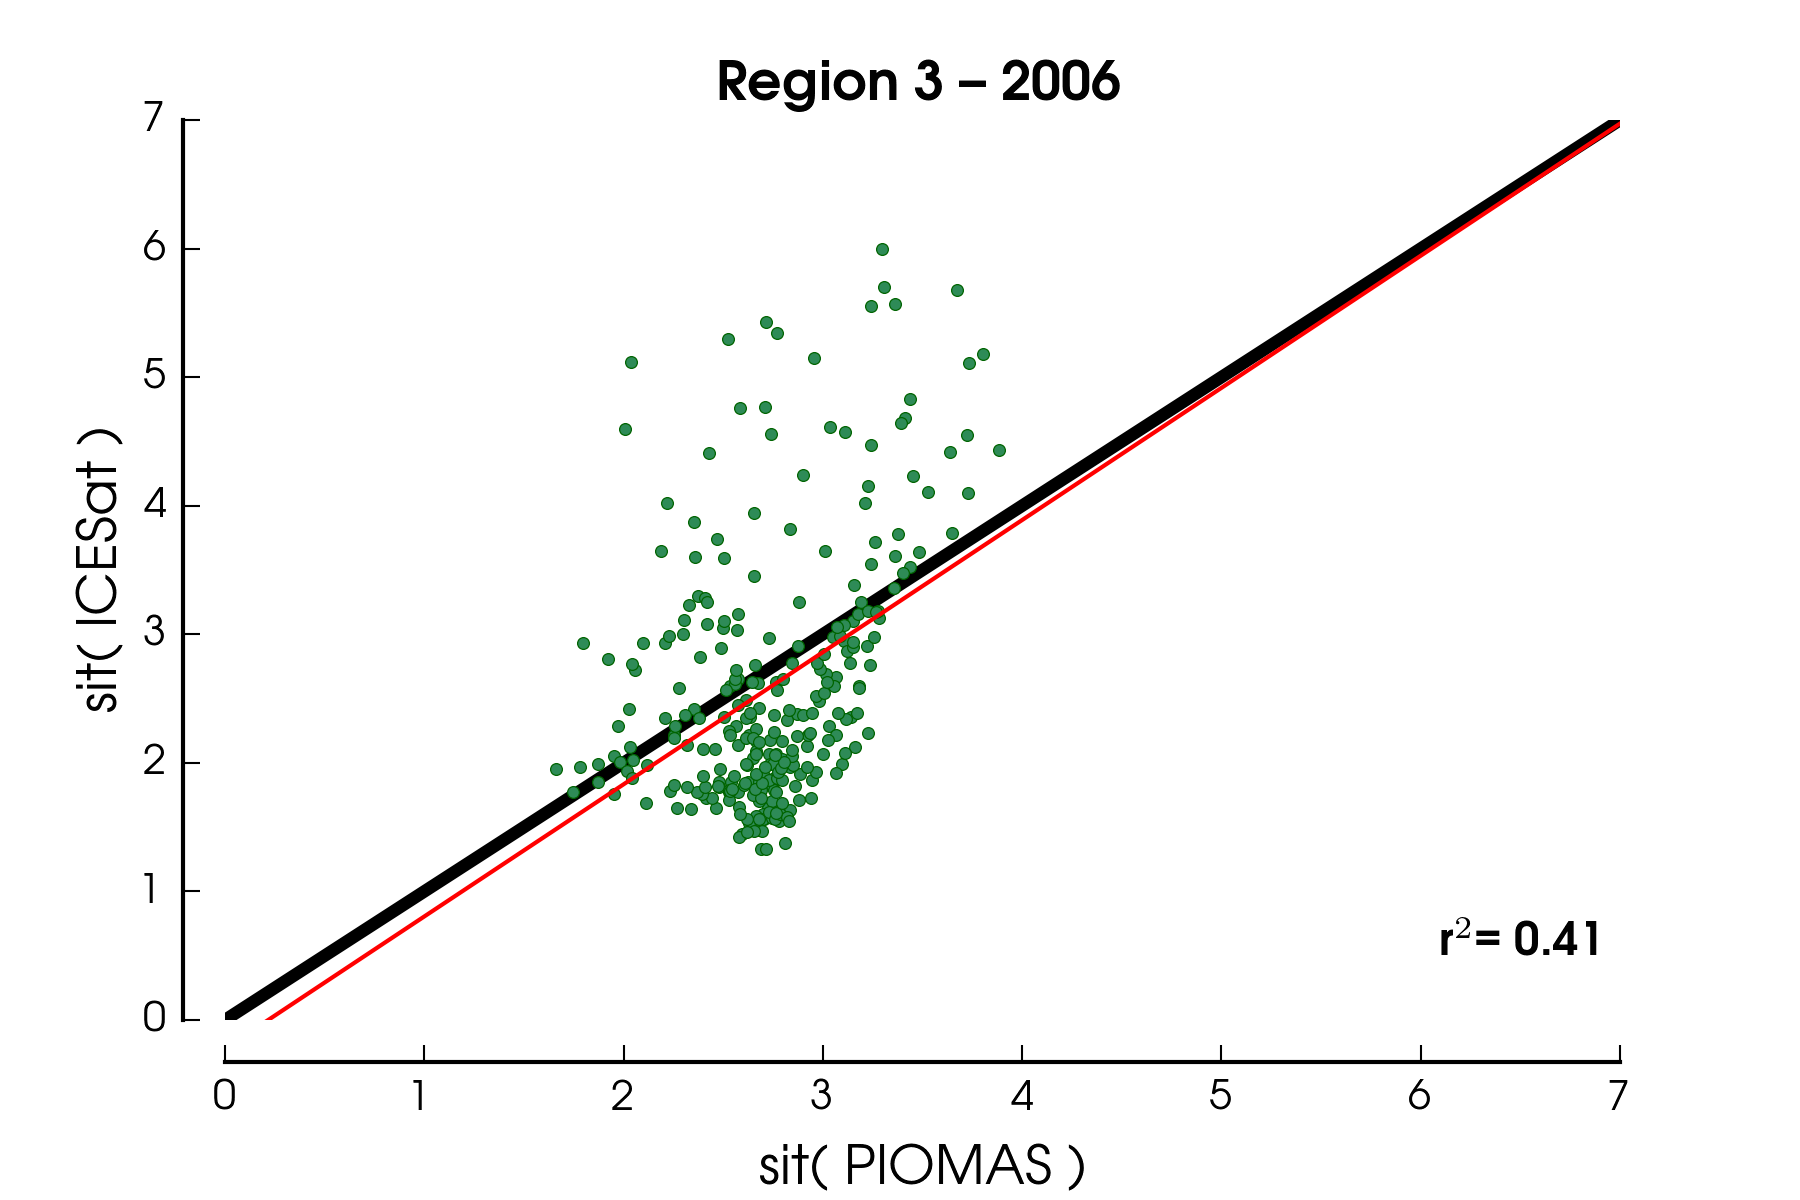 Region 3 – 2006
7
6
5
4
3
2
1
0
sit( ICESat )
r²= 0.41
0 1 2 3 4 5 6 7
sit( PIOMAS )